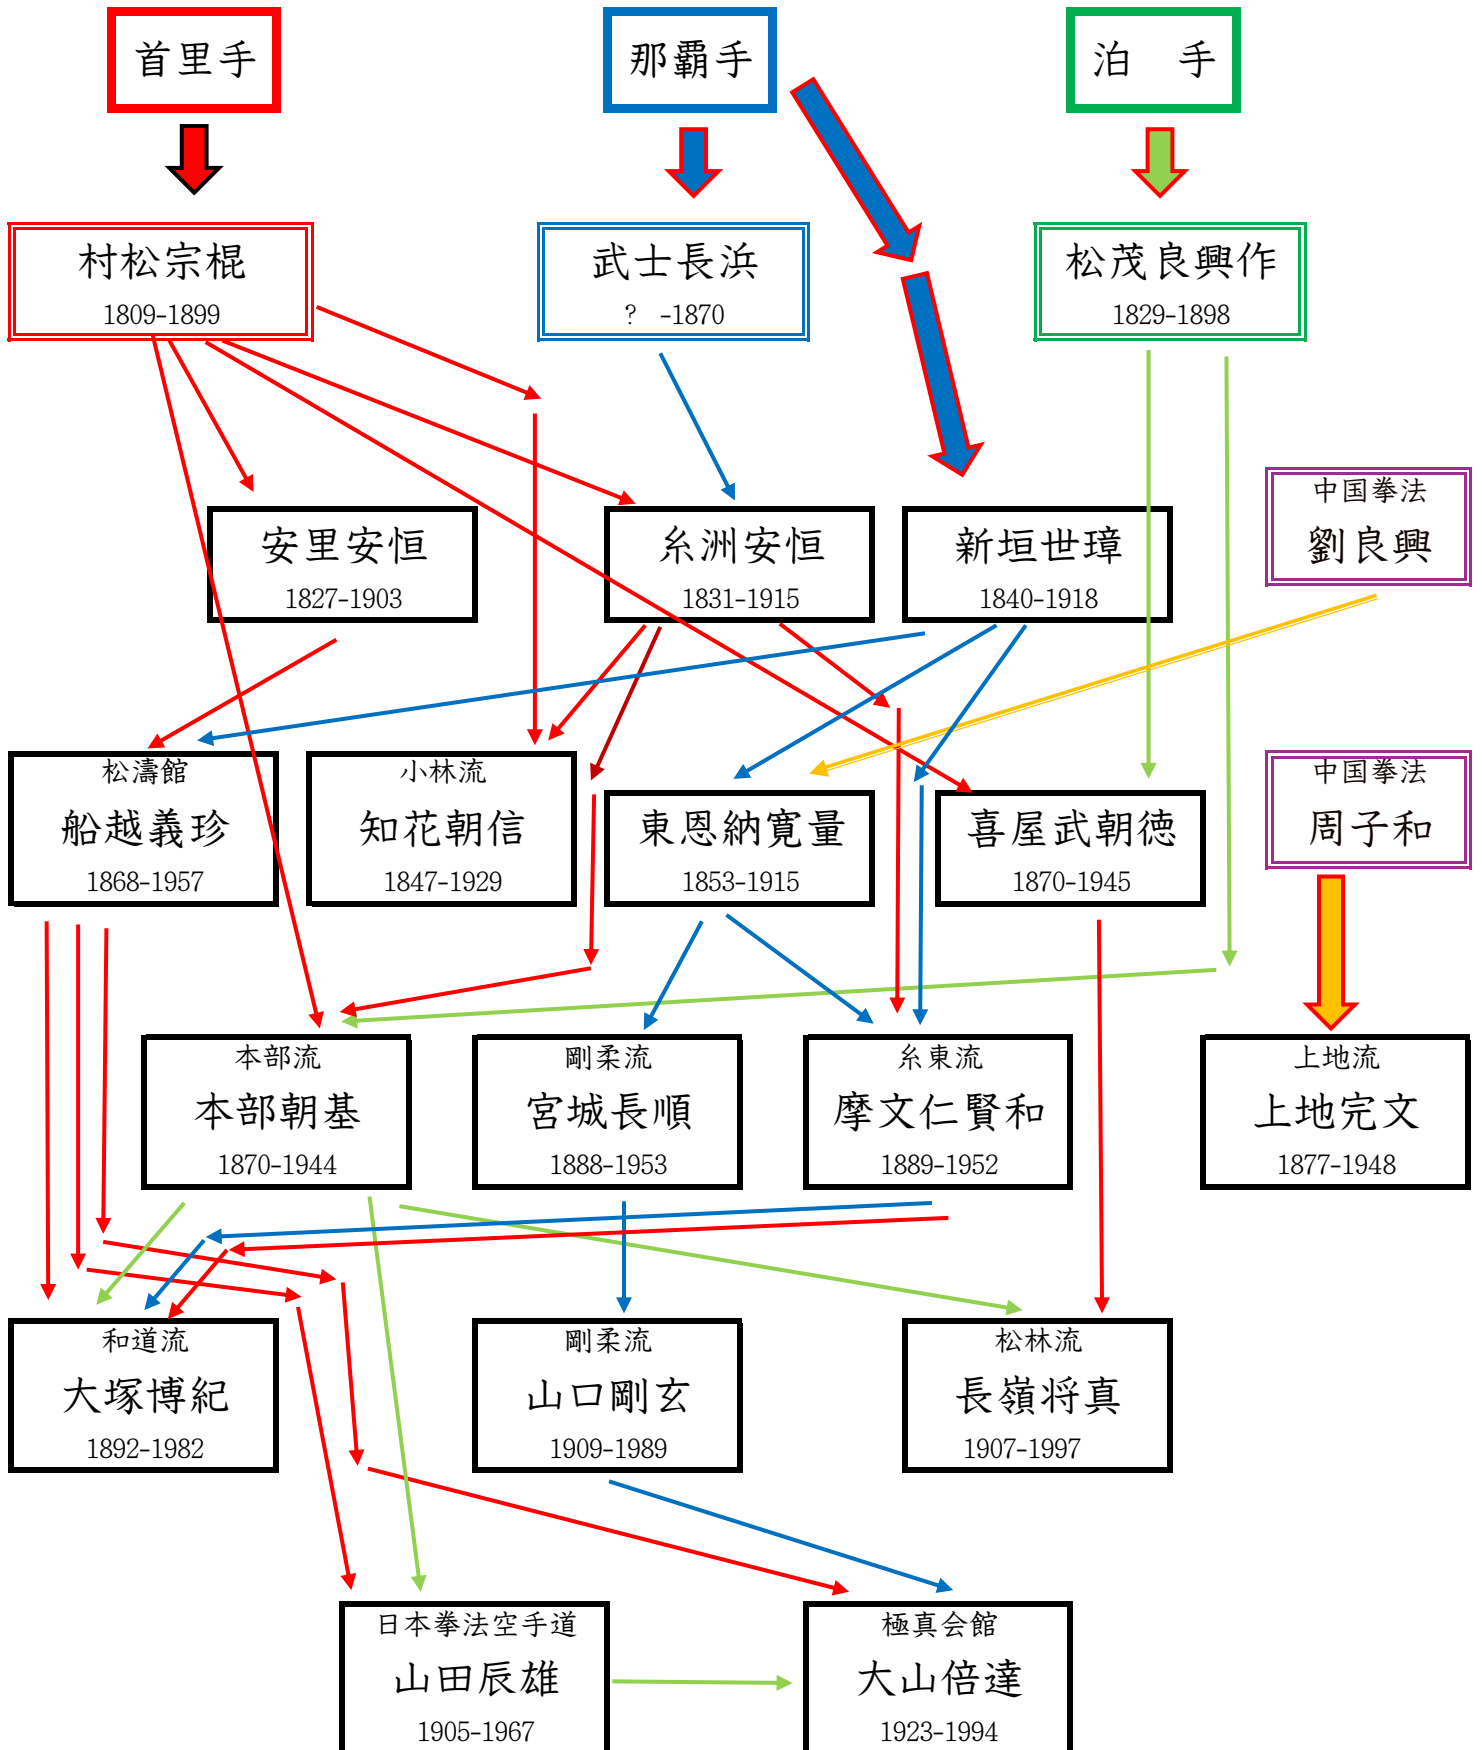 首里手
那覇手
泊　手
村松宗棍
1809-1899
武士長浜
?　-1870
松茂良興作
1829-1898
安里安恒
1827-1903
糸洲安恒
1831-1915
新垣世璋
1840-1918
中国拳法
劉良興
松濤館
船越義珍
1868-1957
小林流
知花朝信
1847-1929
東恩納寛量
1853-1915
喜屋武朝徳
1870-1945
中国拳法
周子和
本部流
本部朝基
1870-1944
剛柔流
宮城長順
1888-1953
糸東流
摩文仁賢和
1889-1952
上地流
上地完文
1877-1948
和道流
大塚博紀
1892-1982
剛柔流
山口剛玄
1909-1989
松林流
長嶺将真
1907-1997
日本拳法空手道
山田辰雄
1905-1967
極真会館
大山倍達
1923-1994